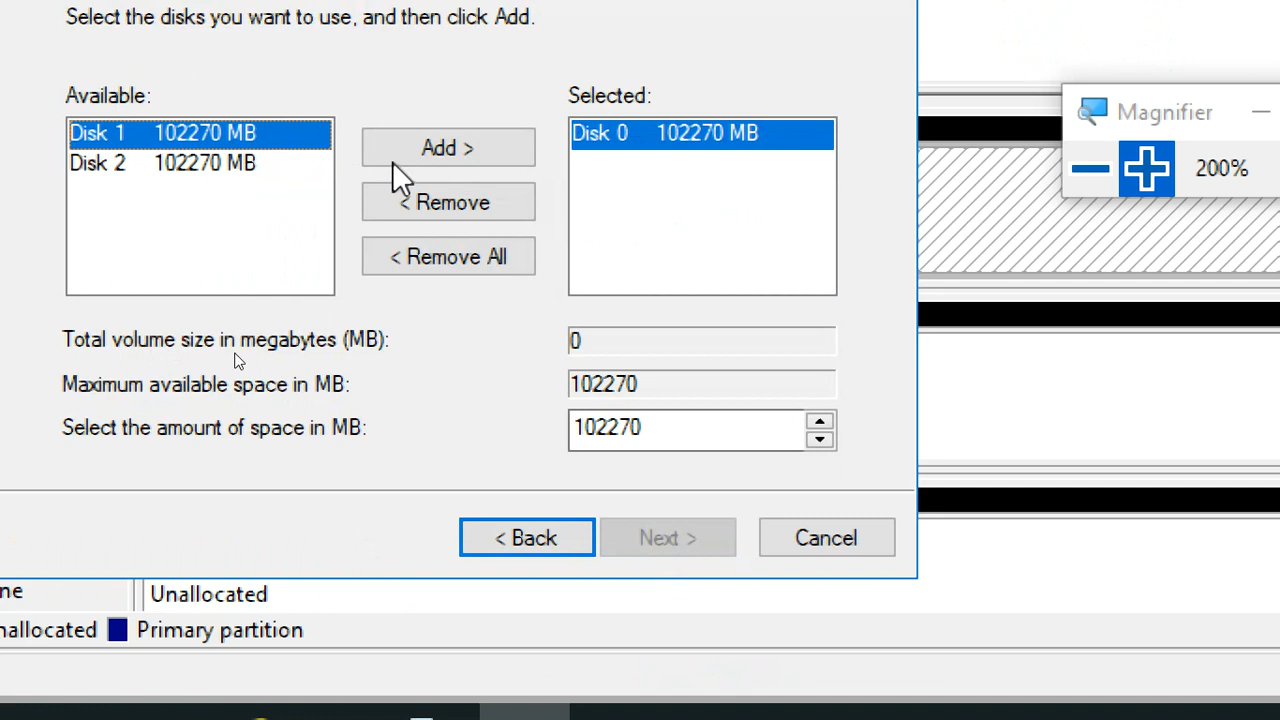 Select the disks you want to use, and then click Add.
Available:
Selected:
Disk 1 102270 MB
Disk 2 102270 MB
Add >
< Remove
< Remove All
Disk 0 102270 MB
Magnifier
200%
Total volume size in megabytes (MB):
0
Maximum available space in MB:
102270
Select the amount of space in MB:
102270
< Back
Next >
Cancel
ne
Unallocated
nallocated
Primary partition